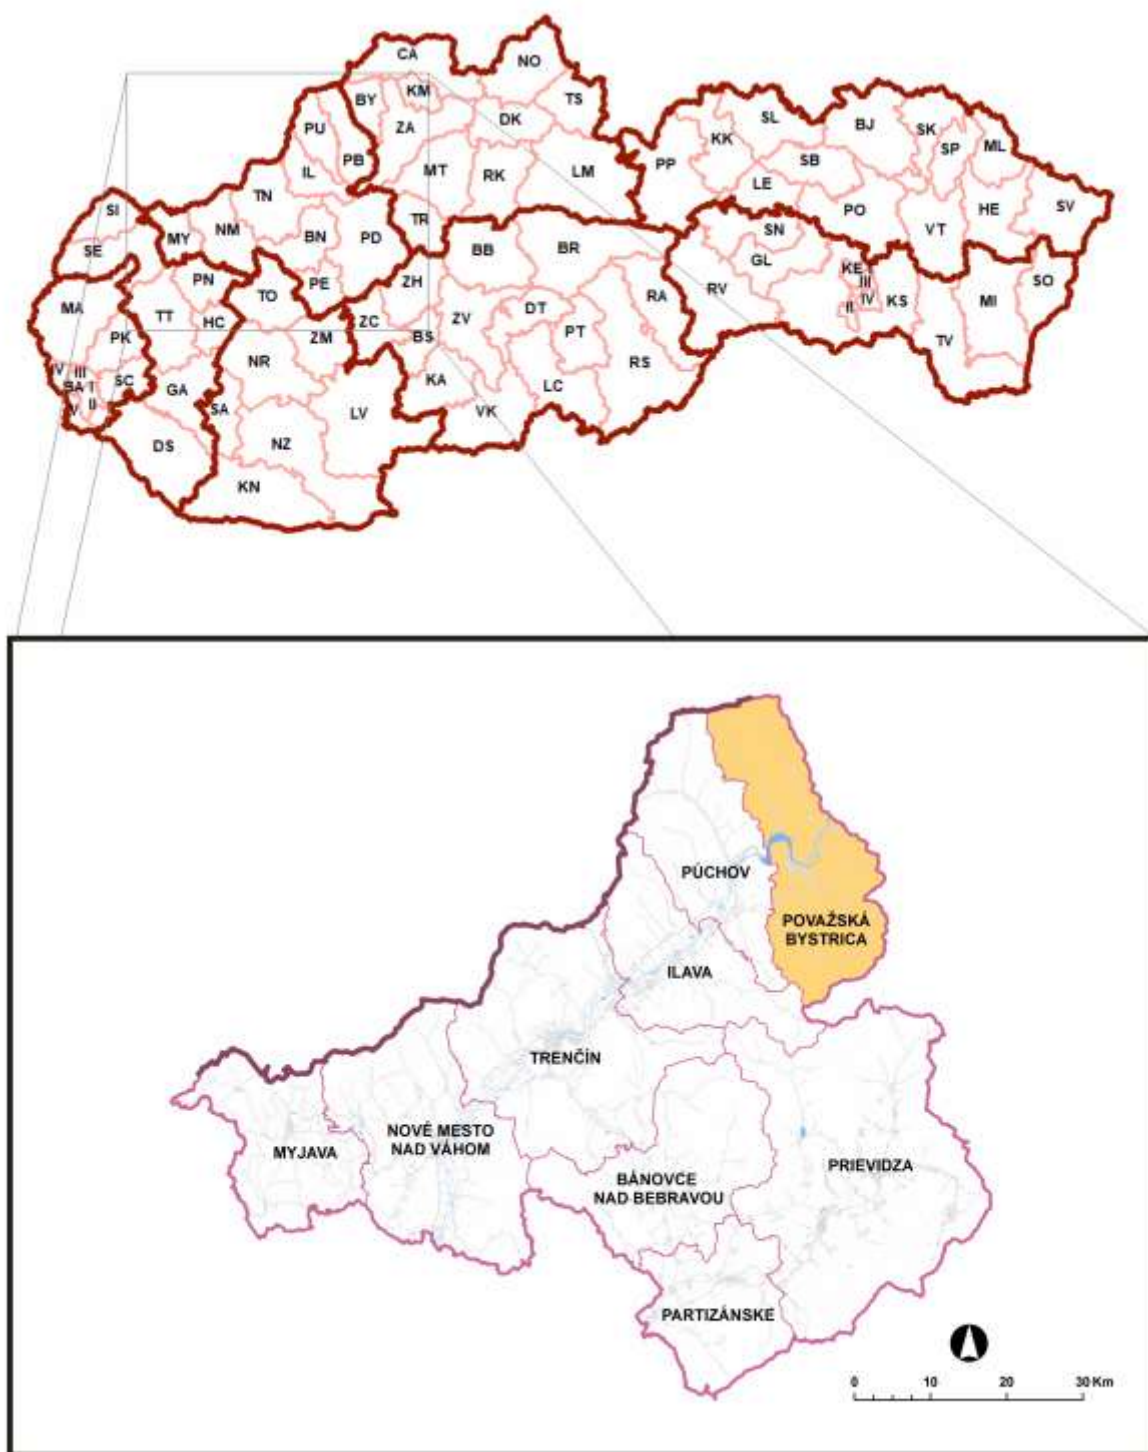 CA
NO
BY
KM
TS
PU
ZA
DK
PB
IL
MT
RK
LM
TN
TR
SI
MY
NM
BN
PD
SE
PN
PE
ZH
BB
BR
MA
TO
TT
HC
ZC
ZM
BS
ZV
DT
RA
PK
NR
PT
RS
IV
III
SC
BA
I
II
V
GA
SA
KA
LC
LV
VK
DS
NZ
KN
SL
BJ
SK
KK
SP
ML
PP
SB
LE
PO
HE
SV
SN
VT
GL
KE
I
III
RV
IV
II
KS
MI
SO
TV
PÚCHOV
POVAŽSKÁ
BYSTRICA
ILAVA
TRENČÍN
NOVÉ MESTO
NAD VÁHOM
MYJAVA
BÁNOVCE
NAD BEBRAVOU
PRIEVIDZA
PARTIZÁNSKE
0 10 20 30 Km